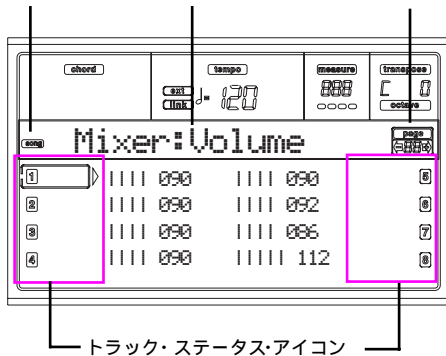 chord tempo measure transpose
ext ♩= 120 888 [ 0
link octave
song Mixer:Volume page
88
1 |||| 090 |||| 090 5
2 |||| 090 |||| 092 6
3 |||| 090 |||| 086 7
4 |||| 090 ||||| 112 8
トラック・ステータス・アイコン